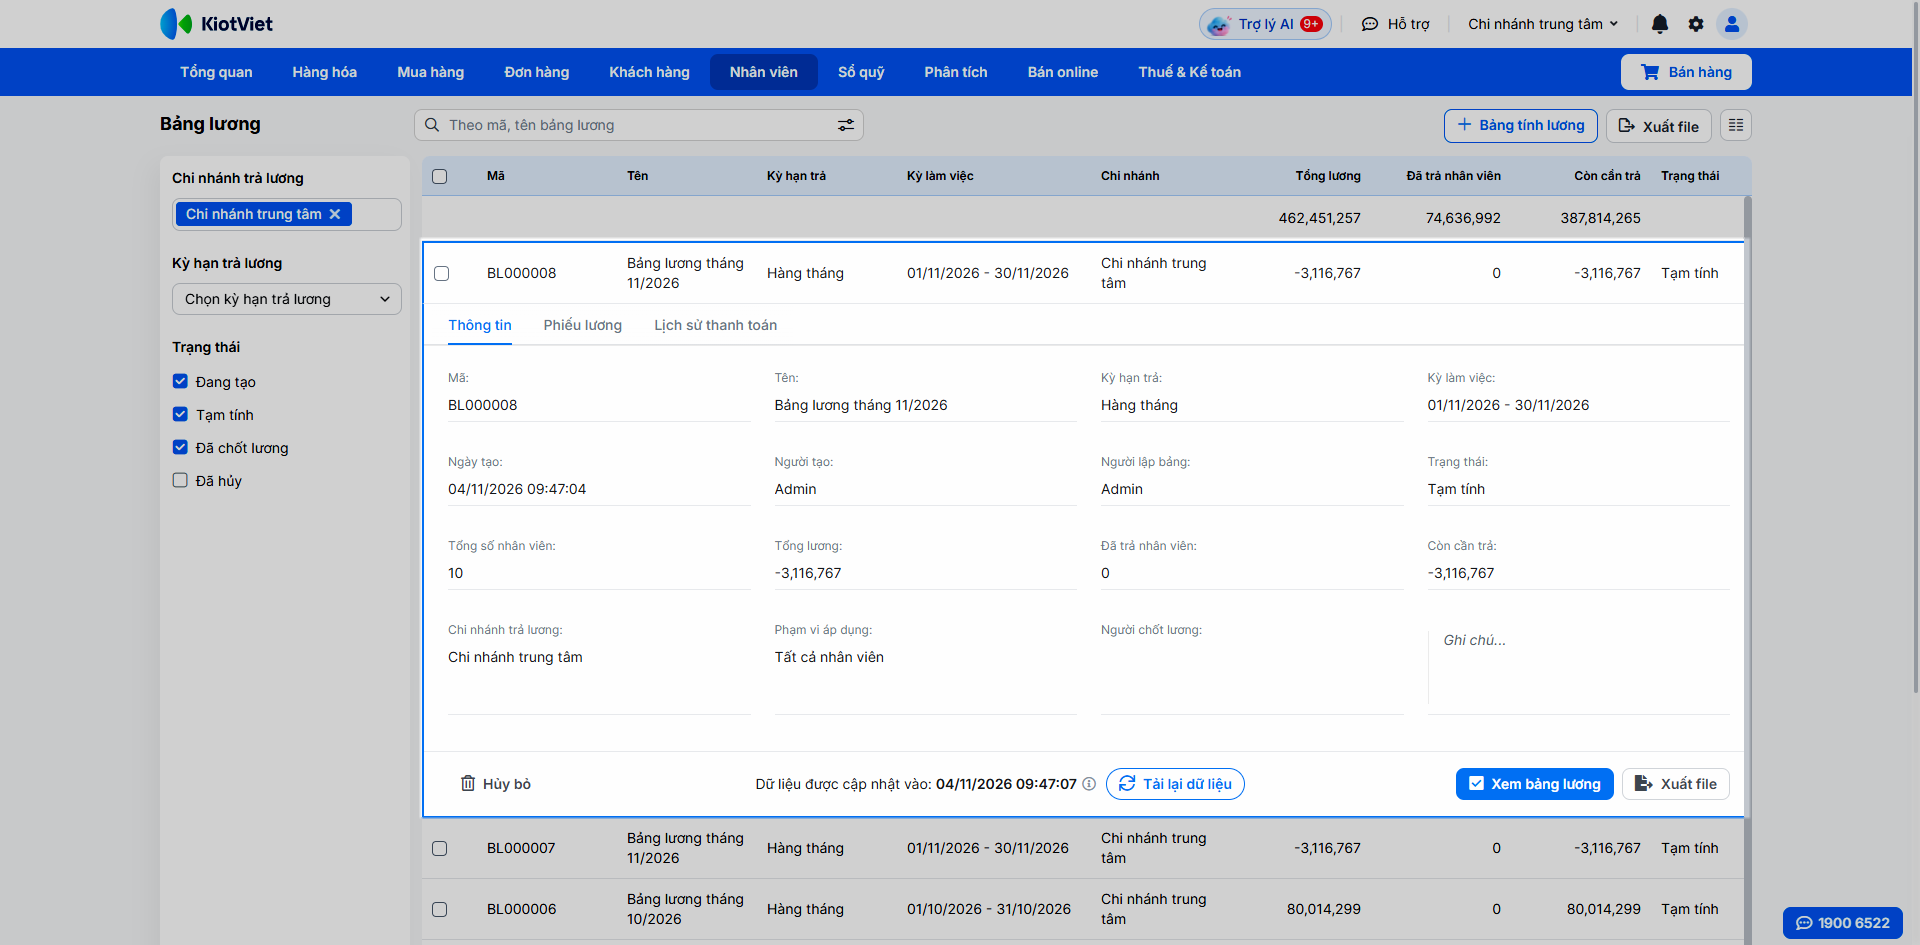 KiotViet
Trợ lý AI 9+
Hỗ trợ
Chi nhánh trung tâm
Tổng quan
Hàng hóa
Mua hàng
Đơn hàng
Khách hàng
Nhân viên
Sổ quỹ
Phân tích
Bán online
Thuế & Kế toán
Bán hàng
Bảng lương
Theo mã, tên bảng lương
Bảng tính lương
Xuất file
Chi nhánh trả lương
Chi nhánh trung tâm
Kỳ hạn trả lương
Chọn kỳ hạn trả lương
Trạng thái
Đang tạo
Tạm tính
Đã chốt lương
Đã hủy
Mã Tên Kỳ hạn trả Kỳ làm việc Chi nhánh Tổng lương Đã trả nhân viên Còn cần trả Trạng thái
462,451,257 74,636,992 387,814,265
BL000008 Bảng lương tháng 11/2026 Hàng tháng 01/11/2026 - 30/11/2026 Chi nhánh trung tâm -3,116,767 0 -3,116,767 Tạm tính
Thông tin Phiếu lương Lịch sử thanh toán
Mã: Tên: Kỳ hạn trả: Kỳ làm việc:
BL000008 Bảng lương tháng 11/2026 Hàng tháng 01/11/2026 - 30/11/2026
Ngày tạo: Người tạo: Người lập bảng: Trạng thái:
04/11/2026 09:47:04 Admin Admin Tạm tính
Tổng số nhân viên: Tổng lương: Đã trả nhân viên: Còn cần trả:
10 -3,116,767 0 -3,116,767
Chi nhánh trả lương: Phạm vi áp dụng: Người chốt lương: Ghi chú...
Chi nhánh trung tâm Tất cả nhân viên
Hủy bỏ Dữ liệu được cập nhật vào: 04/11/2026 09:47:07 Tải lại dữ liệu Xem bảng lương Xuất file
BL000007 Bảng lương tháng 11/2026 Hàng tháng 01/11/2026 - 30/11/2026 Chi nhánh trung tâm -3,116,767 0 -3,116,767 Tạm tính
BL000006 Bảng lương tháng 10/2026 Hàng tháng 01/10/2026 - 31/10/2026 Chi nhánh trung tâm 80,014,299 0 80,014,299 Tạm tính
1900 6522